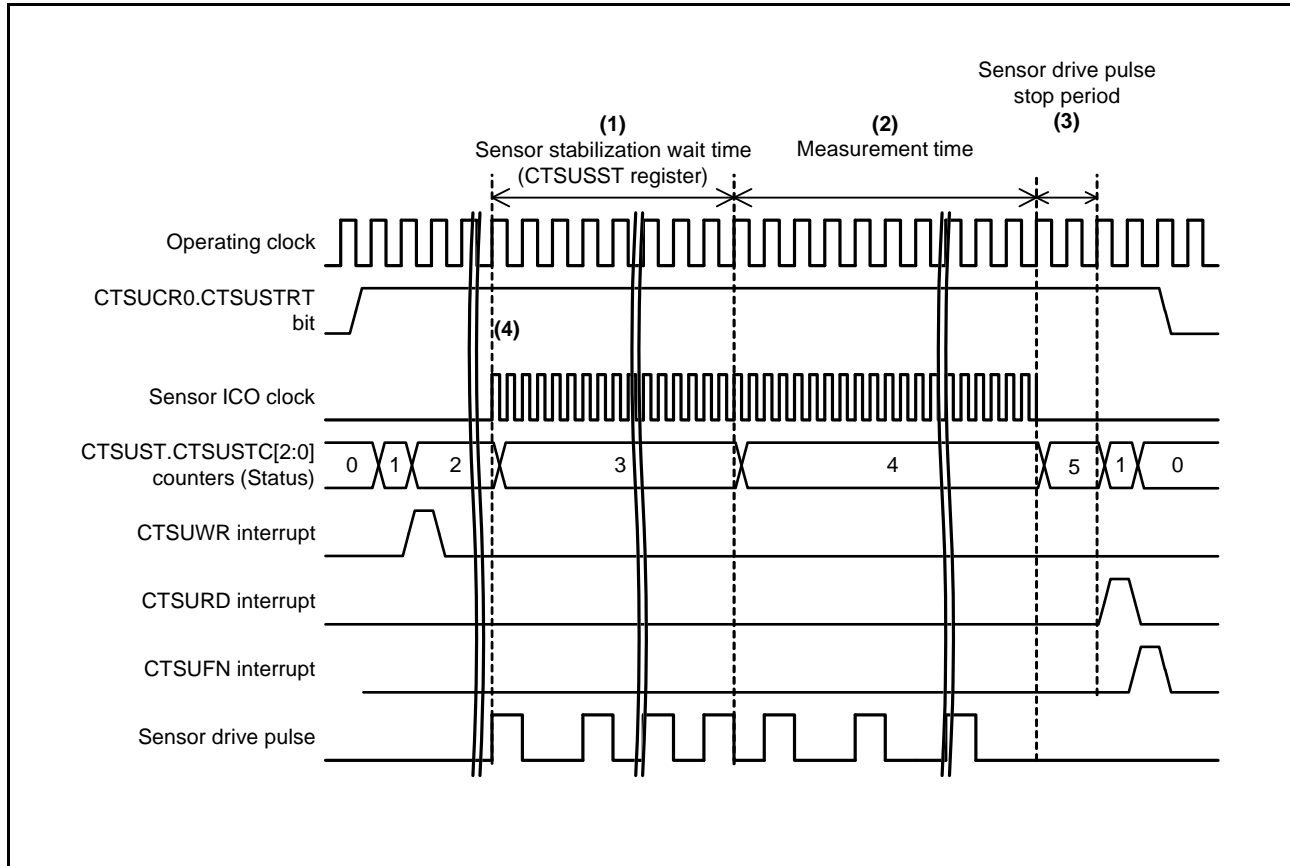 Sensor drive pulse
stop period
(3)
(1)
Sensor stabilization wait time
(CTSUSST register)
(2)
Measurement time
Operating clock
CTSUCR0.CTSUSTRT
bit
(4)
Sensor ICO clock
CTSUST.CTSUSTC[2:0]
counters (Status)
0 1 2 3 4 5 1 0
CTSUWR interrupt
CTSURD interrupt
CTSUFN interrupt
Sensor drive pulse